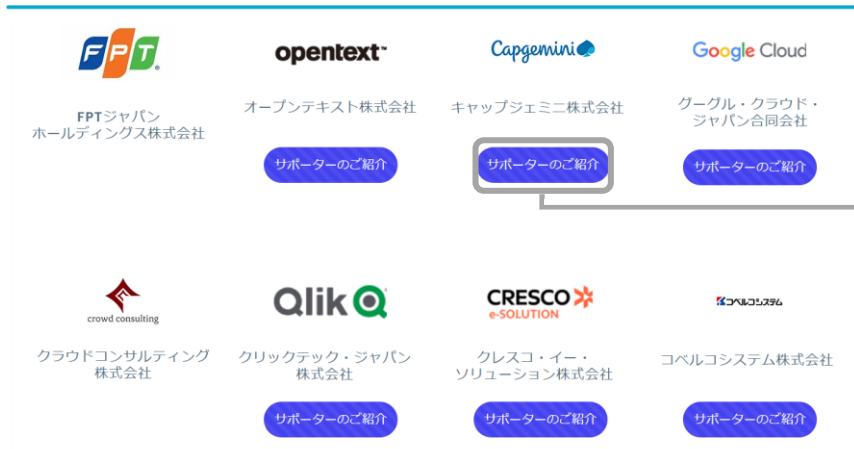 FPT
opentext™
Capgemini
Google Cloud
FPTジャパン
ホールディングス株式会社
オープンテキスト株式会社
キャップジェミニ株式会社
グーグル・クラウド・
ジャパン合同会社
サポーターのご紹介
サポーターのご紹介
サポーターのご紹介
crowd consulting
Qlik
CRESCO
e-SOLUTION
コベルコシステム
クラウドコンサルティング
株式会社
クリックテック・ジャパン
株式会社
クレスコ・イー・
ソリューション株式会社
コベルコシステム株式会社
サポーターのご紹介
サポーターのご紹介
サポーターのご紹介